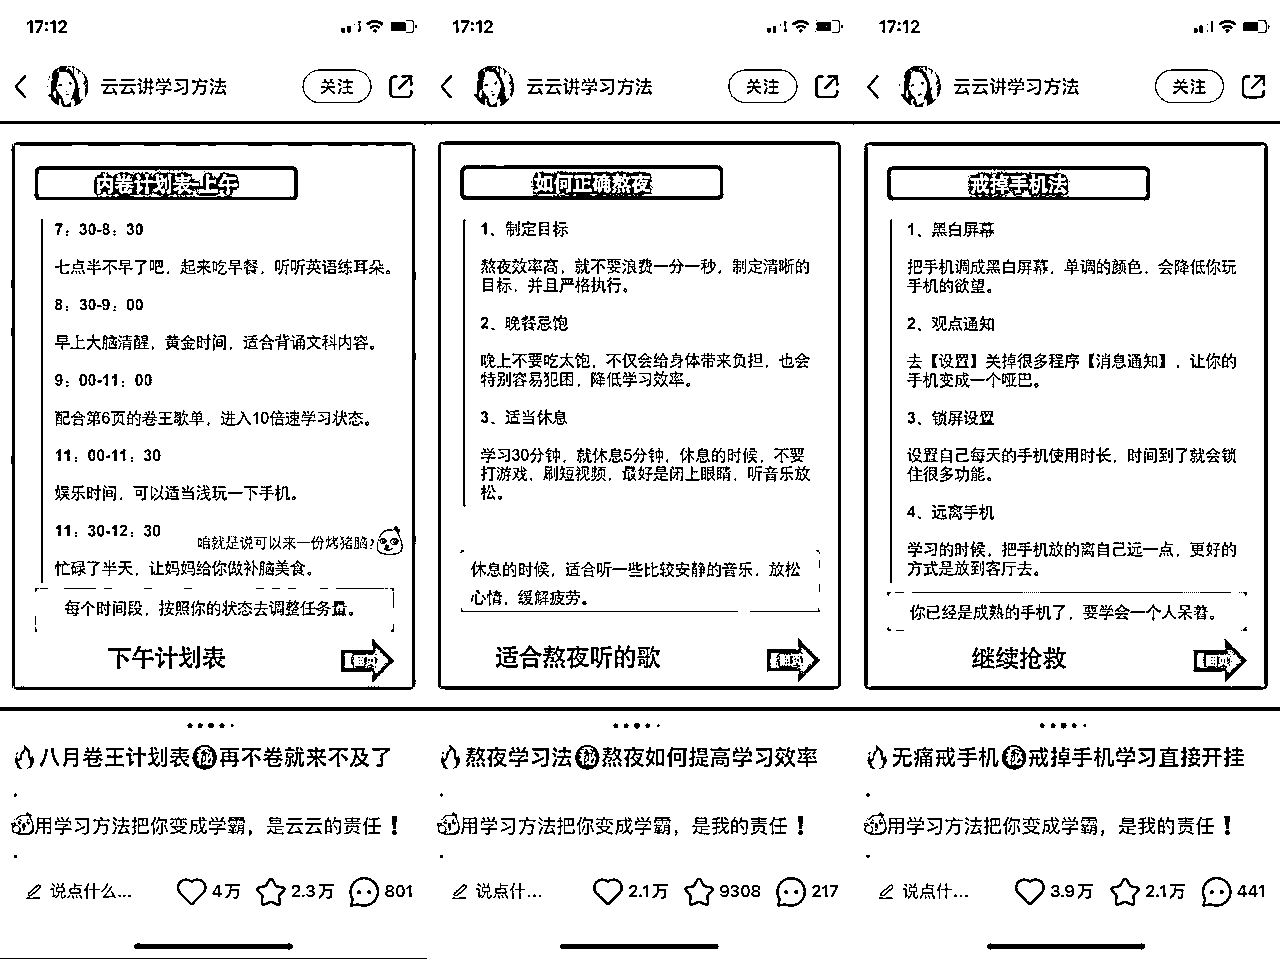 17:12
云云讲学习方法
关注
内卷计划表-上午
7：30-8：30
七点半不早了吧，起来吃早餐，听听英语练耳朵。
8：30-9：00
早上大脑清醒，黄金时间，适合背诵文科内容。
9：00-11：00
配合第6页的卷王歌单，进入10倍速学习状态。
11：00-11：30
娱乐时间，可以适当浅玩一下手机。
11：30-12：30
咱就是说可以来一份烤猪脑？
忙碌了半天，让妈妈给你做补脑美食。
每个时间段，按照你的状态去调整任务量。
下午计划表
八月卷王计划表㊙再不卷就来不及了
.
用学习方法把你变成学霸，是云云的责任！
.
说点什么...
4万
2.3万
801
17:12
云云讲学习方法
关注
如何正确熬夜
1、制定目标
熬夜效率高，就不要浪费一分一秒，制定清晰的
目标，并且严格执行。
2、晚餐忌饱
晚上不要吃太饱，不仅会给身体带来负担，也会
特别容易犯困，降低学习效率。
3、适当休息
学习30分钟，就休息5分钟，休息的时候，不要
打游戏，刷短视频，最好是闭上眼睛，听音乐放
松。
休息的时候，适合听一些比较安静的音乐，放松
心情，缓解疲劳。
适合熬夜听的歌
熬夜学习法㊙熬夜如何提高学习效率
.
用学习方法把你变成学霸，是我的责任！
.
说点什...
2.1万
9308
217
17:12
云云讲学习方法
关注
戒掉手机法
1、黑白屏幕
把手机调成黑白屏幕，单调的颜色，会降低你玩
手机的欲望。
2、观点通知
去【设置】关掉很多程序【消息通知】，让你的
手机变成一个哑巴。
3、锁屏设置
设置自己每天的手机使用时长，时间到了就会锁
住很多功能。
4、远离手机
学习的时候，把手机放的离自己远一点，更好的
方式是放到客厅去。
你已经是成熟的手机了，要学会一个人呆着。
继续抢救
无痛戒手机㊙戒掉手机学习直接开挂
.
用学习方法把你变成学霸，是我的责任！
.
说点什...
3.9万
2.1万
441